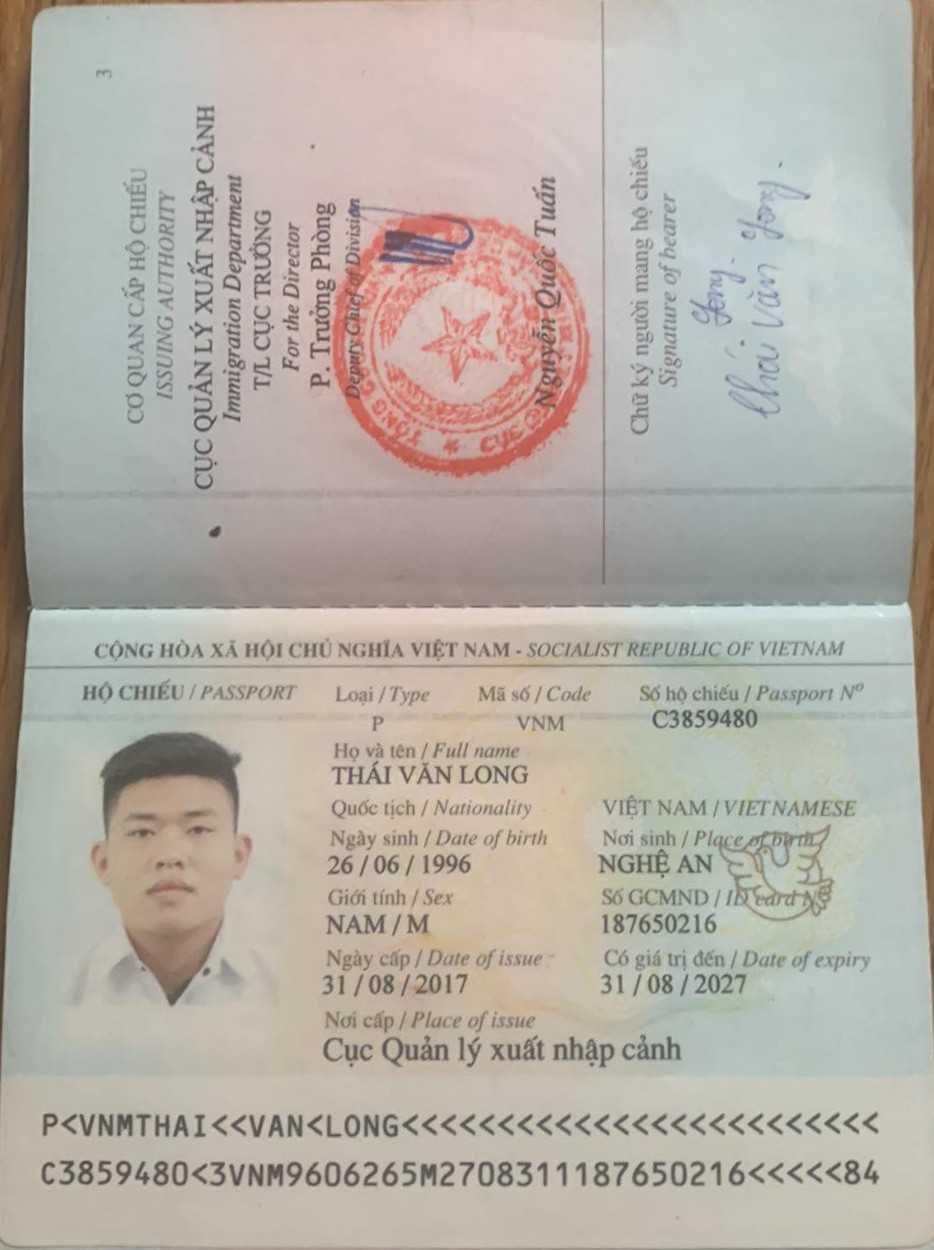 3
CƠ QUAN CẤP HỘ CHIẾU
ISSUING AUTHORITY
CỤC QUẢN LÝ XUẤT NHẬP CẢNH
Immigration Department
T/L CỤC TRƯỞNG
For the Director
P. Trưởng Phòng
Deputy Chief of Division
Nguyễn Quốc Tuấn
Chữ ký người mang hộ chiếu
Signature of bearer
Long.
Thái Văn Long.
CỘNG HÒA XÃ HỘI CHỦ NGHĨA VIỆT NAM - SOCIALIST REPUBLIC OF VIETNAM
HỘ CHIẾU / PASSPORT Loại / Type Mã số / Code Số hộ chiếu / Passport Nº
P VNM C3859480
Họ và tên / Full name
THÁI VĂN LONG
Quốc tịch / Nationality VIỆT NAM / VIETNAMESE
Ngày sinh / Date of birth Nơi sinh / Place of birth
26 / 06 / 1996 NGHỆ AN
Giới tính / Sex Số GCMND / ID card Nº
NAM / M 187650216
Ngày cấp / Date of issue Có giá trị đến / Date of expiry
31 / 08 / 2017 31 / 08 / 2027
Nơi cấp / Place of issue
Cục Quản lý xuất nhập cảnh
P<VNMTHAI<<VAN<LONG<<<<<<<<<<<<<<<<<<<<<<<<<
C3859480<3VNM9606265M2708311187650216<<<<<84